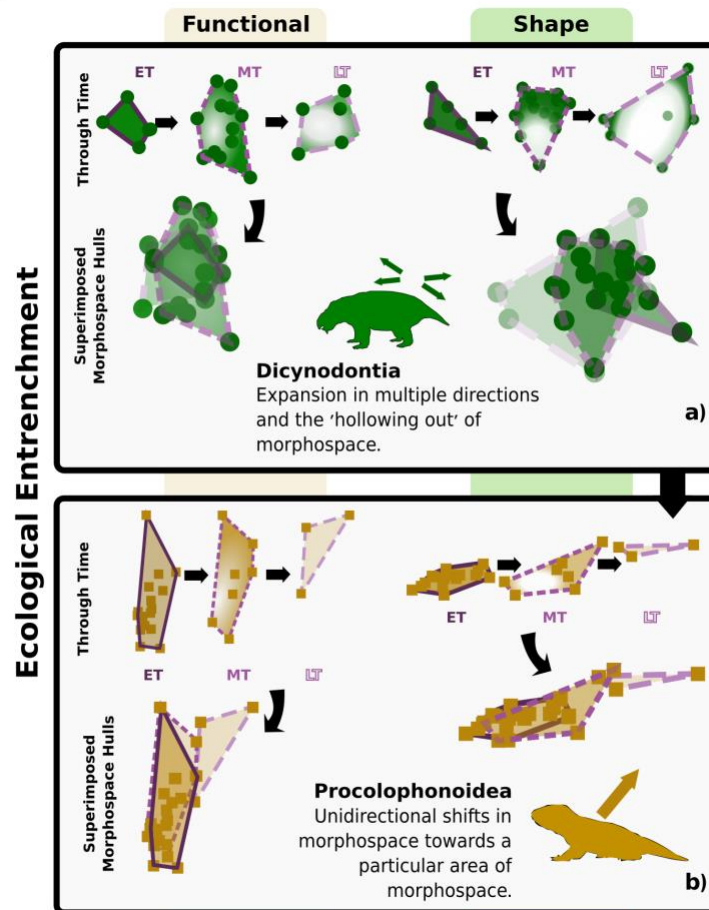 Functional
Shape
Ecological Entrenchment
Through Time
ET
MT
LT
ET
MT
LT
Superimposed
Morphospace Hulls
Dicynodontia
Expansion in multiple directions
and the 'hollowing out' of
morphospace.
a)
Through Time
ET
MT
LT
ET
MT
LT
Superimposed
Morphospace Hulls
Procolophonoidea
Unidirectional shifts in
morphospace towards a
particular area of
morphospace.
b)